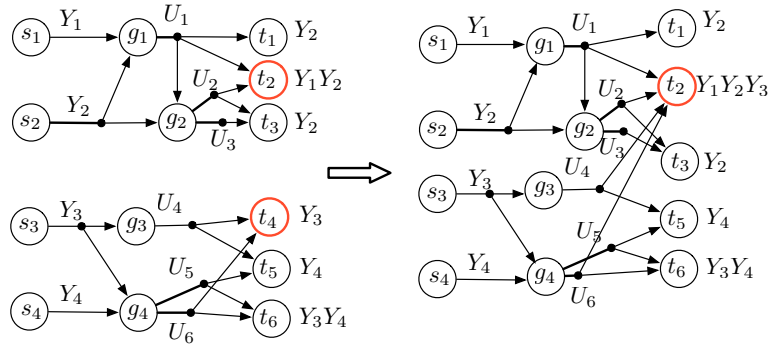 s₁ Y₁ g₁ U₁ t₁ Y₂
t₂ Y₁Y₂
s₂ Y₂ g₂ U₂ t₃ Y₂
U₃
s₃ Y₃ g₃ U₄ t₄ Y₃
t₅ Y₄
s₄ Y₄ g₄ U₅ t₆ Y₃Y₄
U₆
s₁ Y₁ g₁ U₁ t₁ Y₂
t₂ Y₁Y₂Y₃
s₂ Y₂ g₂ U₂
U₃ t₃ Y₂
s₃ Y₃ g₃ U₄
t₅ Y₄
s₄ Y₄ g₄ U₅ t₆ Y₃Y₄
U₆